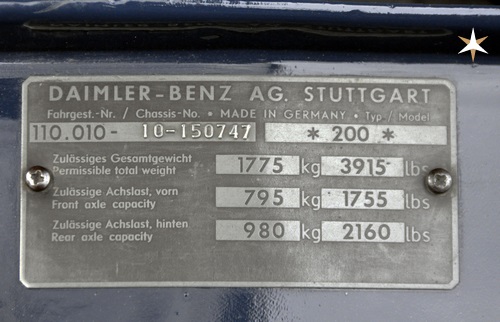 DAIMLER-BENZ AG. STUTTGART
Fahrgest.-Nr. / Chassis-No. • MADE IN GERMANY. • Typ / Model
110.010- 10-150747 * 200 *
Zulässiges Gesamtgewicht
Permissible total weight 1775 kg 3915 lbs
Zulässige Achslast, vorn
Front axle capacity 795 kg 1755 lbs
Zulässige Achslast, hinten
Rear axle capacity 980 kg 2160 lbs